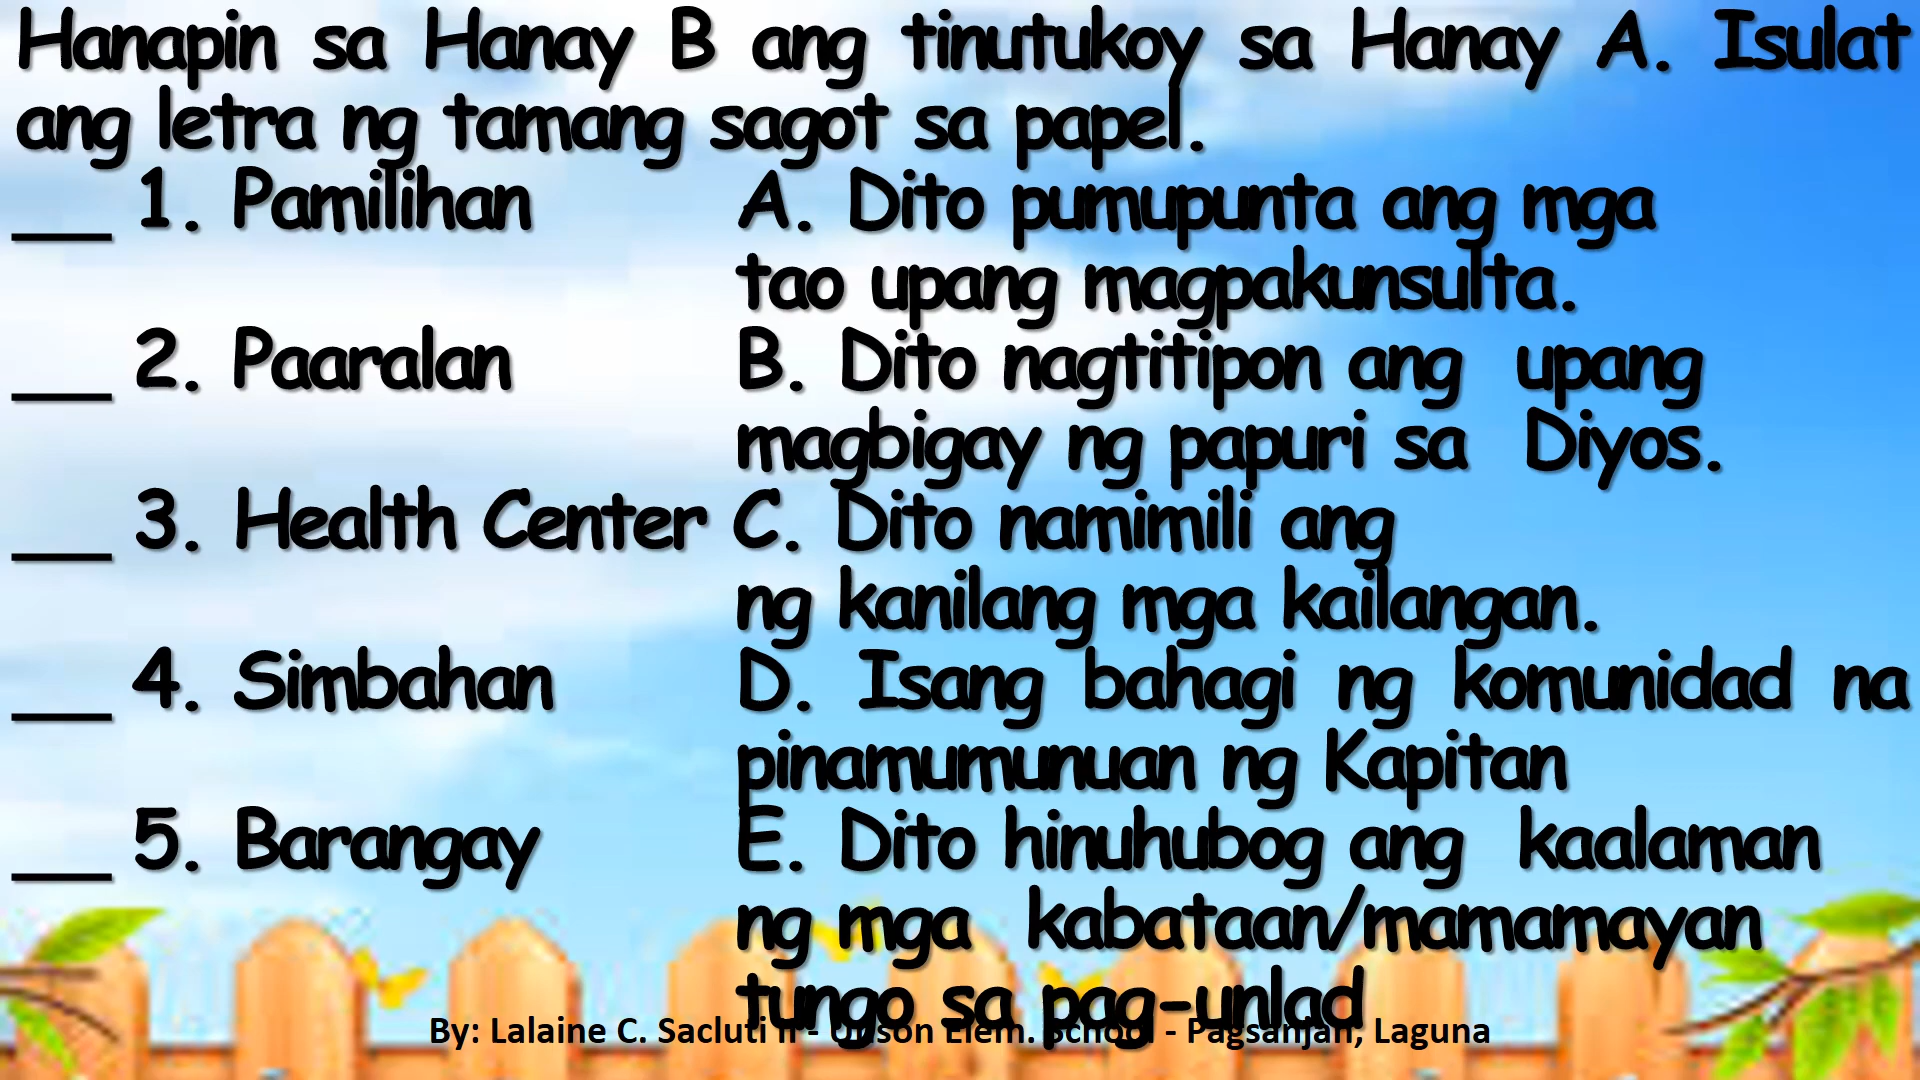 Hanapin sa Hanay B ang tinutukoy sa Hanay A. Isulat
ang letra ng tamang sagot sa papel.
__ 1. Pamilihan A. Dito pumupunta ang mga
tao upang magpakunsulta.
__ 2. Paaralan B. Dito nagtitipon ang upang
magbigay ng papuri sa Diyos.
__ 3. Health Center C. Dito namimili ang
ng kanilang mga kailangan.
__ 4. Simbahan D. Isang bahagi ng komunidad na
pinamumunuan ng Kapitan
__ 5. Barangay E. Dito hinuhubog ang kaalaman
ng mga kabataan/mamamayan
tungo sa pag-unlad
By: Lalaine C. Sacluti - Elem. School - Pagsanjan, Laguna